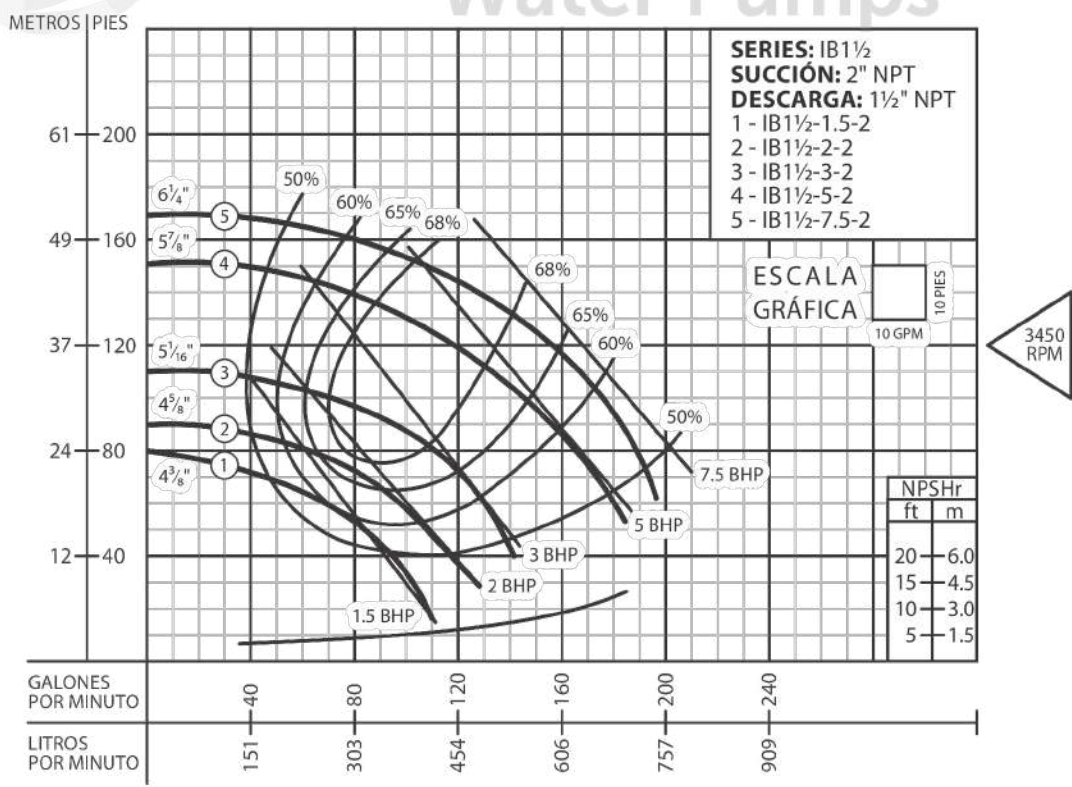 Water Pumps
METROS PIES
SERIES: IB1½
SUCCIÓN: 2" NPT
DESCARGA: 1½" NPT
1 - IB1½-1.5-2
2 - IB1½-2-2
3 - IB1½-3-2
4 - IB1½-5-2
5 - IB1½-7.5-2
61 200
50%
60%
65%
68%
6¼"
5
49 160
5⅞"
4
68%
ESCALA
GRÁFICA
10 PIES
10 GPM
65%
3450
RPM
37 120
60%
5 1/16"
3
4⅝"
2
50%
24 80
4⅜"
1
7.5 BHP
5 BHP
3 BHP
2 BHP
1.5 BHP
12 40
NPSHr
ft m
20 6.0
15 4.5
10 3.0
5 1.5
GALONES
POR MINUTO
40 80 120 160 200 240
LITROS
POR MINUTO
151 303 454 606 757 909